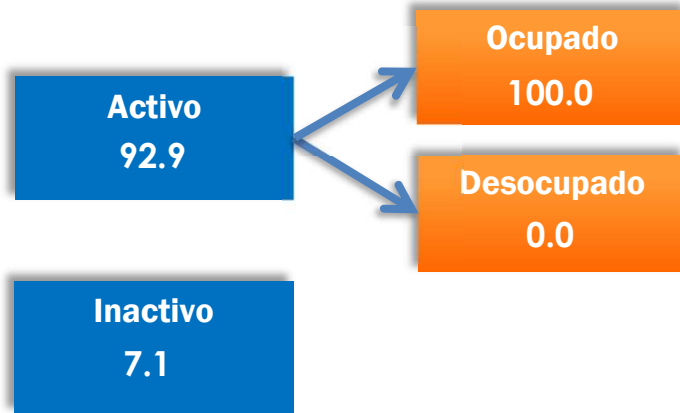 Activo
92.9
Ocupado
100.0
Desocupado
0.0
Inactivo
7.1